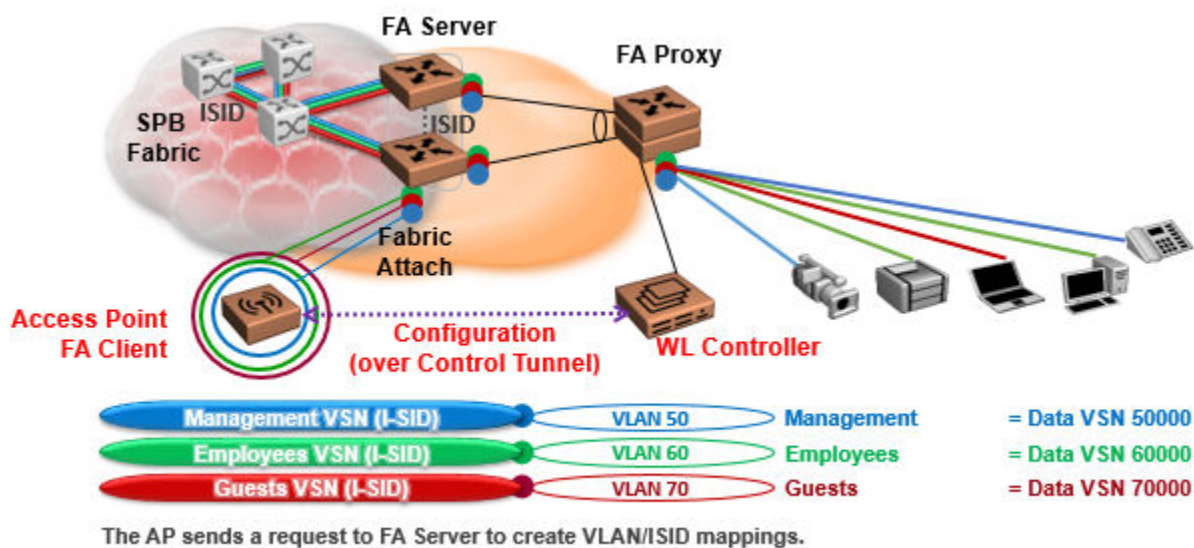 FA Server
FA Proxy
ISID
SPB
Fabric
ISID
Fabric
Attach
Access Point
FA Client
Configuration
(over Control Tunnel)
WL Controller
Management VSN (I-SID) VLAN 50 Management = Data VSN 50000
Employees VSN (I-SID) VLAN 60 Employees = Data VSN 60000
Guests VSN (I-SID) VLAN 70 Guests = Data VSN 70000
The AP sends a request to FA Server to create VLAN/ISID mappings.